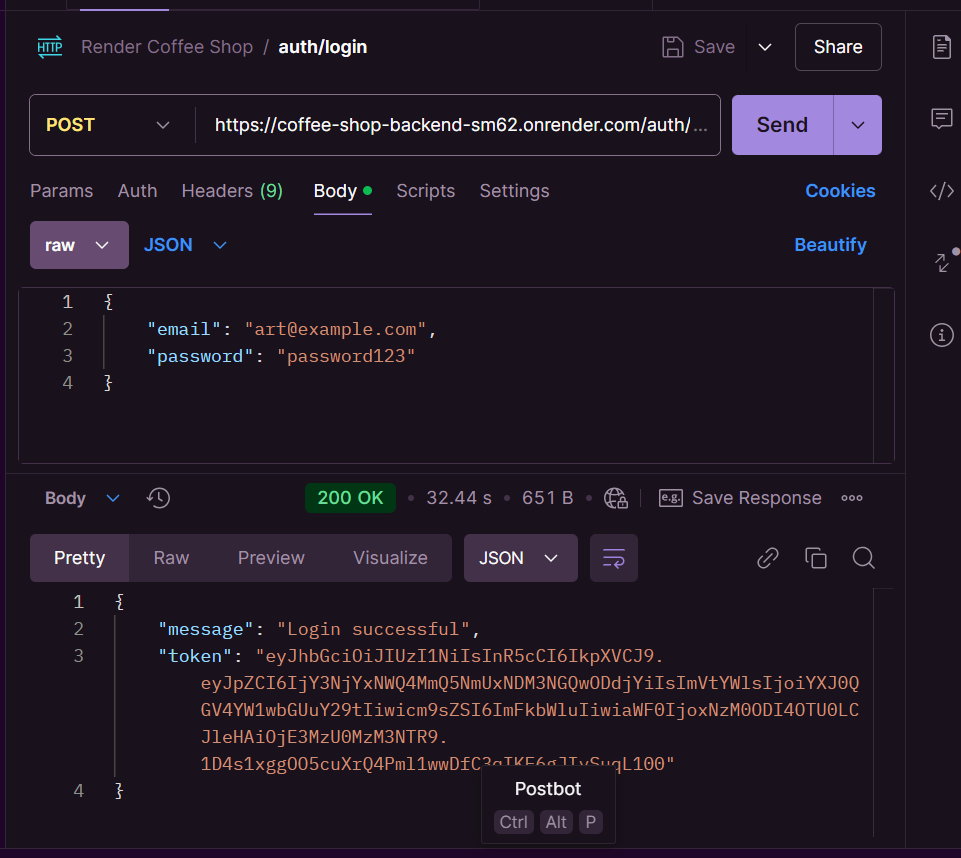 HTTP Render Coffee Shop / auth/login Save Share
POST https://coffee-shop-backend-sm62.onrender.com/auth/... Send
Params Auth Headers (9) Body Scripts Settings Cookies
raw JSON Beautify
1 {
2 "email": "art@example.com",
3 "password": "password123"
4 }
Body 200 OK 32.44 s 651 B e.g. Save Response
Pretty Raw Preview Visualize JSON
1 {
2 "message": "Login successful",
3 "token": "eyJhbGciOiJIUzI1NiIsInR5cCI6IkpXVCJ9.
eyJpZCI6IjY3NjYxNWQ4MmQ5NmUxNDM3NGQwODdjYiIsImVtYWlsIjoiYXJ0Q
GV4YW1wbGUuY29tIiwicm9sZSI6ImFkbWluIiwiaWF0IjoxNzM0ODI4OTU0LC
JleHAiOjE3MzU0MzM3NTR9.
4 }
Postbot
Ctrl Alt P